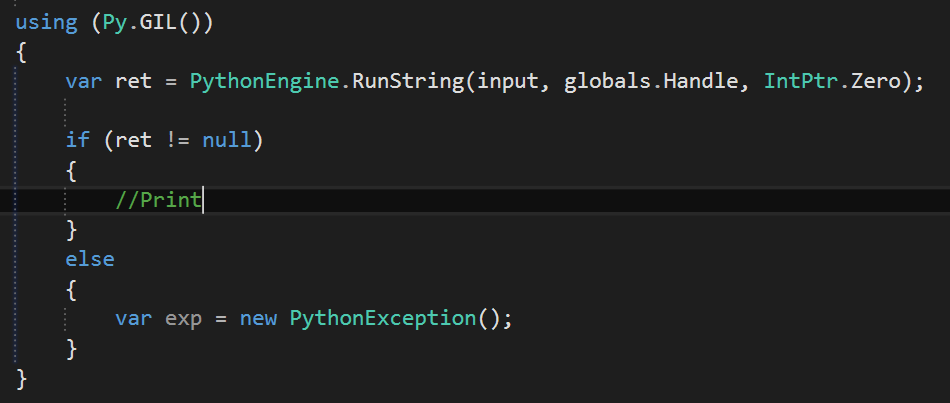 using (Py.GIL())
{
    var ret = PythonEngine.RunString(input, globals.Handle, IntPtr.Zero);
    if (ret != null)
    {
        //Print
    }
    else
    {
        var exp = new PythonException();
    }
}